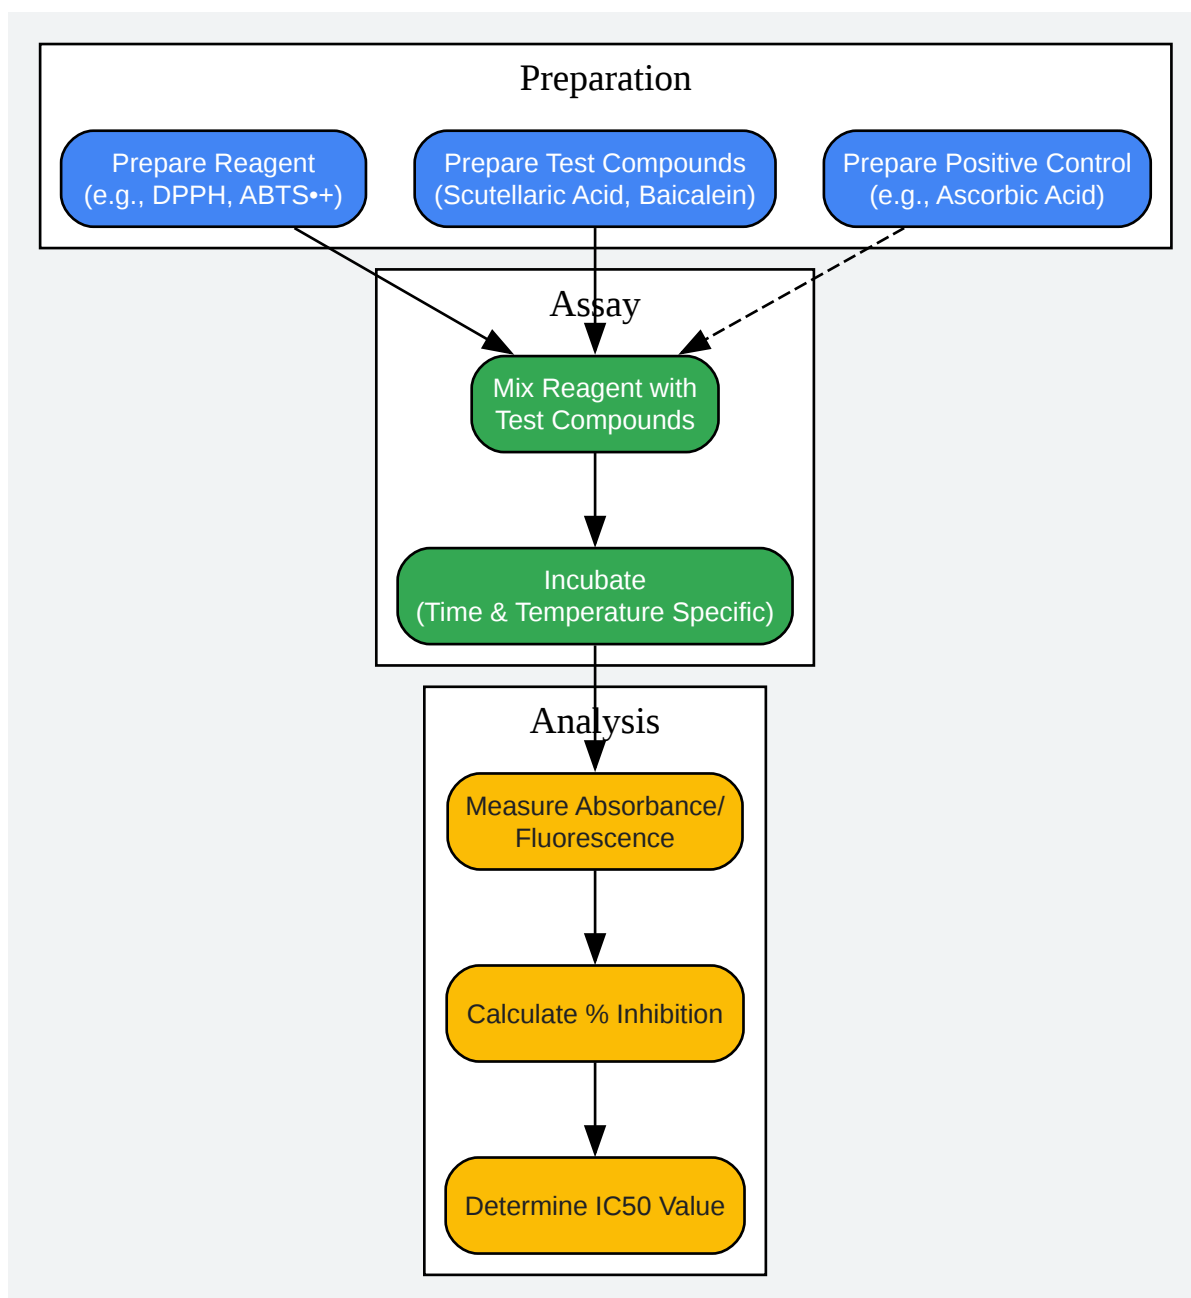 Preparation
Prepare Reagent
(e.g., DPPH, ABTS•+)
Prepare Test Compounds
(Scutellaric Acid, Baicalein)
Prepare Positive Control
(e.g., Ascorbic Acid)
Assay
Mix Reagent with
Test Compounds
Incubate
(Time & Temperature Specific)
Analysis
Measure Absorbance/
Fluorescence
Calculate % Inhibition
Determine IC50 Value